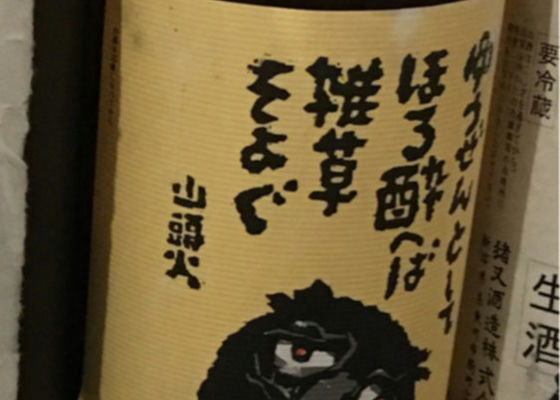 ゆうぜんとして
ほろ酔へば
雑草
そよぐ
山頭火
要冷蔵
猪又酒造株式会
生酒